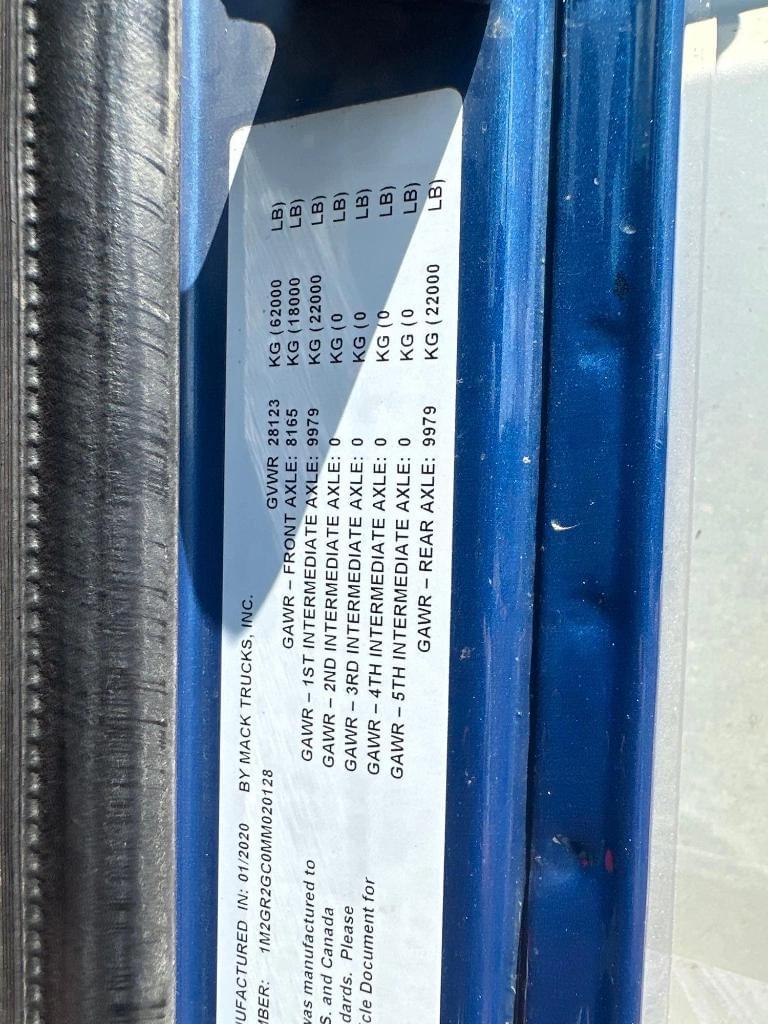 UFACTURED IN: 01/2020 BY MACK TRUCKS, INC.
MBER: 1M2GR2GC0MM020128
GVWR 28123 KG (62000 LB)
GAWR – FRONT AXLE: 8165 KG (18000 LB)
GAWR – 1ST INTERMEDIATE AXLE: 9979 KG (22000 LB)
GAWR – 2ND INTERMEDIATE AXLE: 0 KG (0 LB)
GAWR – 3RD INTERMEDIATE AXLE: 0 KG (0 LB)
GAWR – 4TH INTERMEDIATE AXLE: 0 KG (0 LB)
GAWR – 5TH INTERMEDIATE AXLE: 0 KG (0 LB)
GAWR – REAR AXLE: 9979 KG (22000 LB)
was manufactured to
S. and Canada
dards. Please
cle Document for